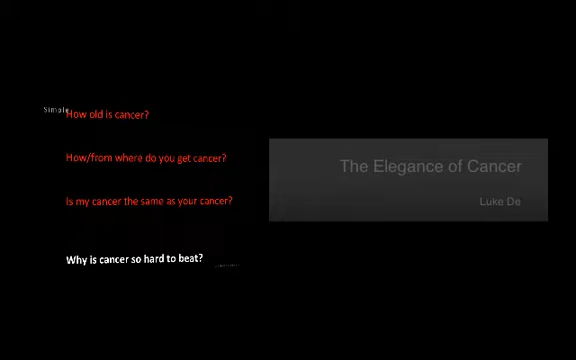 Simple
How old is cancer?
How/from where do you get cancer?
Is my cancer the same as your cancer?
Why is cancer so hard to beat?
The Elegance of Cancer
Luke De